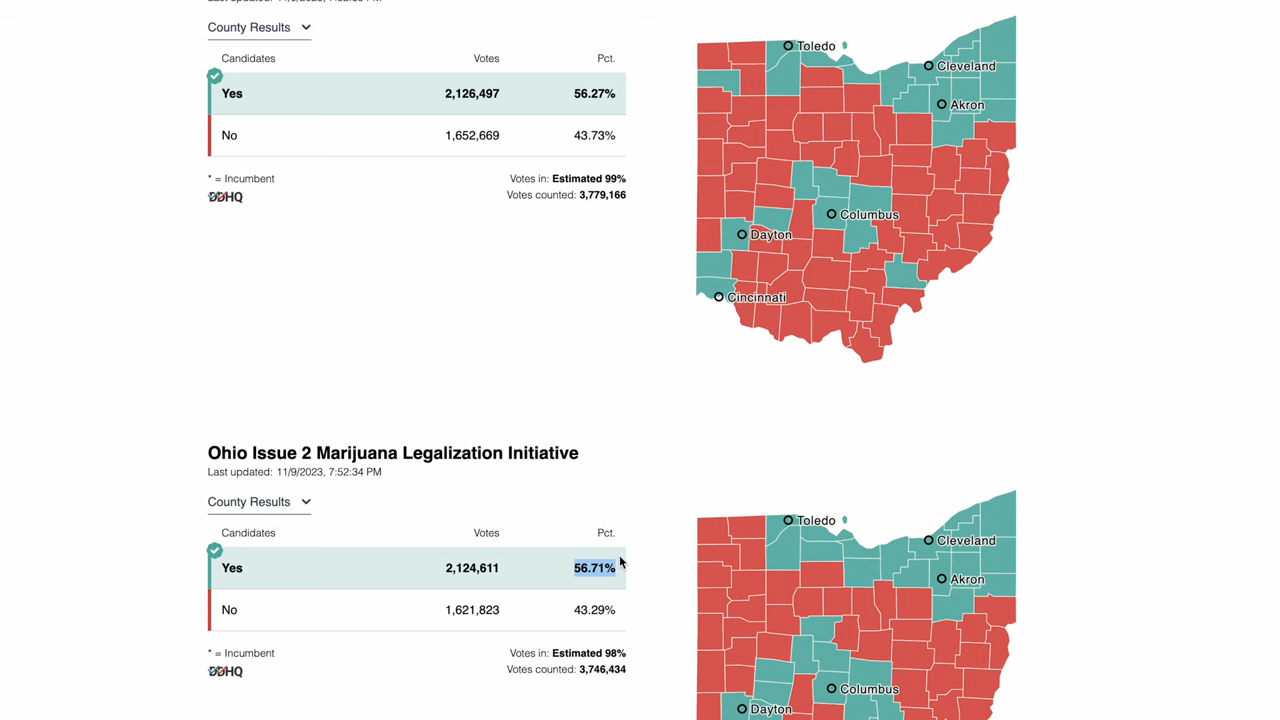 County Results
Candidates Votes Pct.
Yes 2,126,497 56.27%
No 1,652,669 43.73%
* = Incumbent
Votes in: Estimated 99%
DDHQ
Votes counted: 3,779,166
Toledo
Cleveland
Akron
Columbus
Dayton
Cincinnati
Ohio Issue 2 Marijuana Legalization Initiative
Last updated: 11/9/2023, 7:52:34 PM
County Results
Candidates Votes Pct.
Yes 2,124,611 56.71%
No 1,621,823 43.29%
* = Incumbent
Votes in: Estimated 98%
DDHQ
Votes counted: 3,746,434
Toledo
Cleveland
Akron
Columbus
Dayton